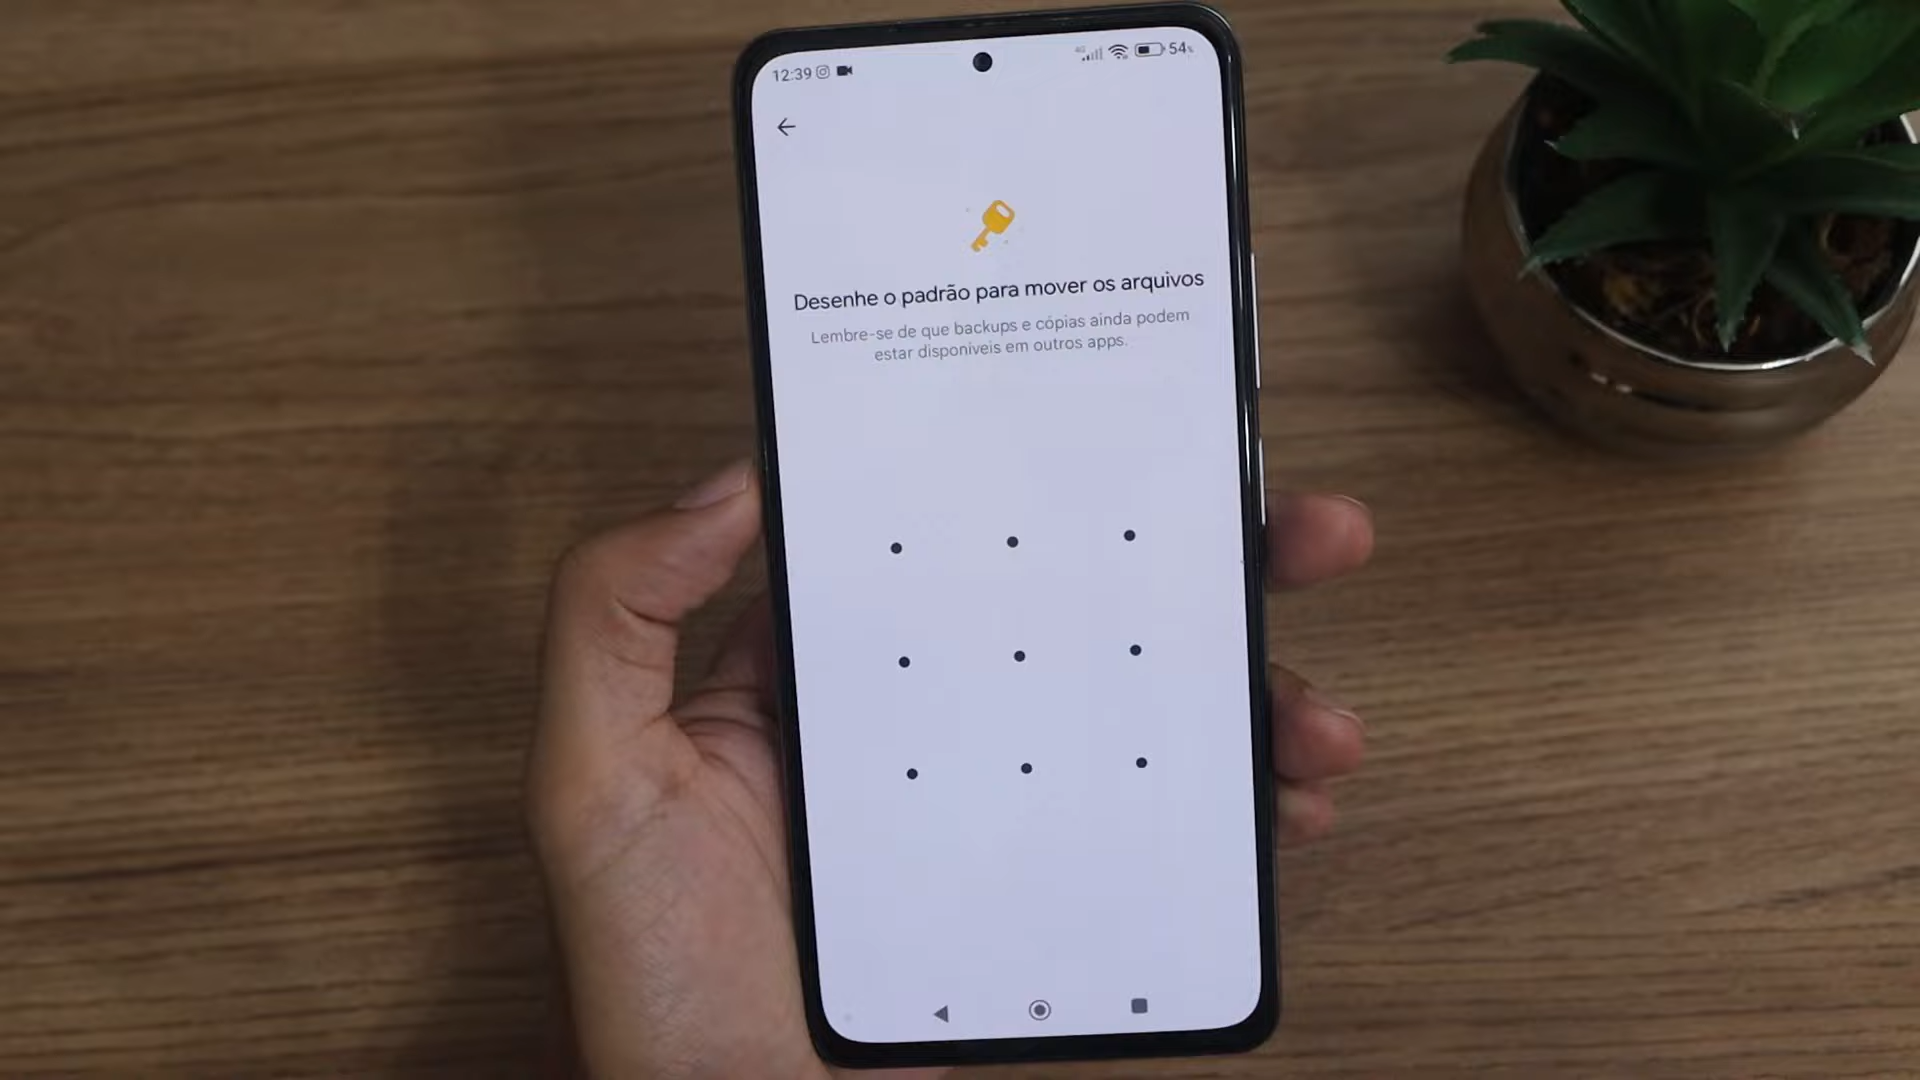 12:39
4G
54%
Desenhe o padrão para mover os arquivos
Lembre-se de que backups e cópias ainda podem
estar disponíveis em outros apps.